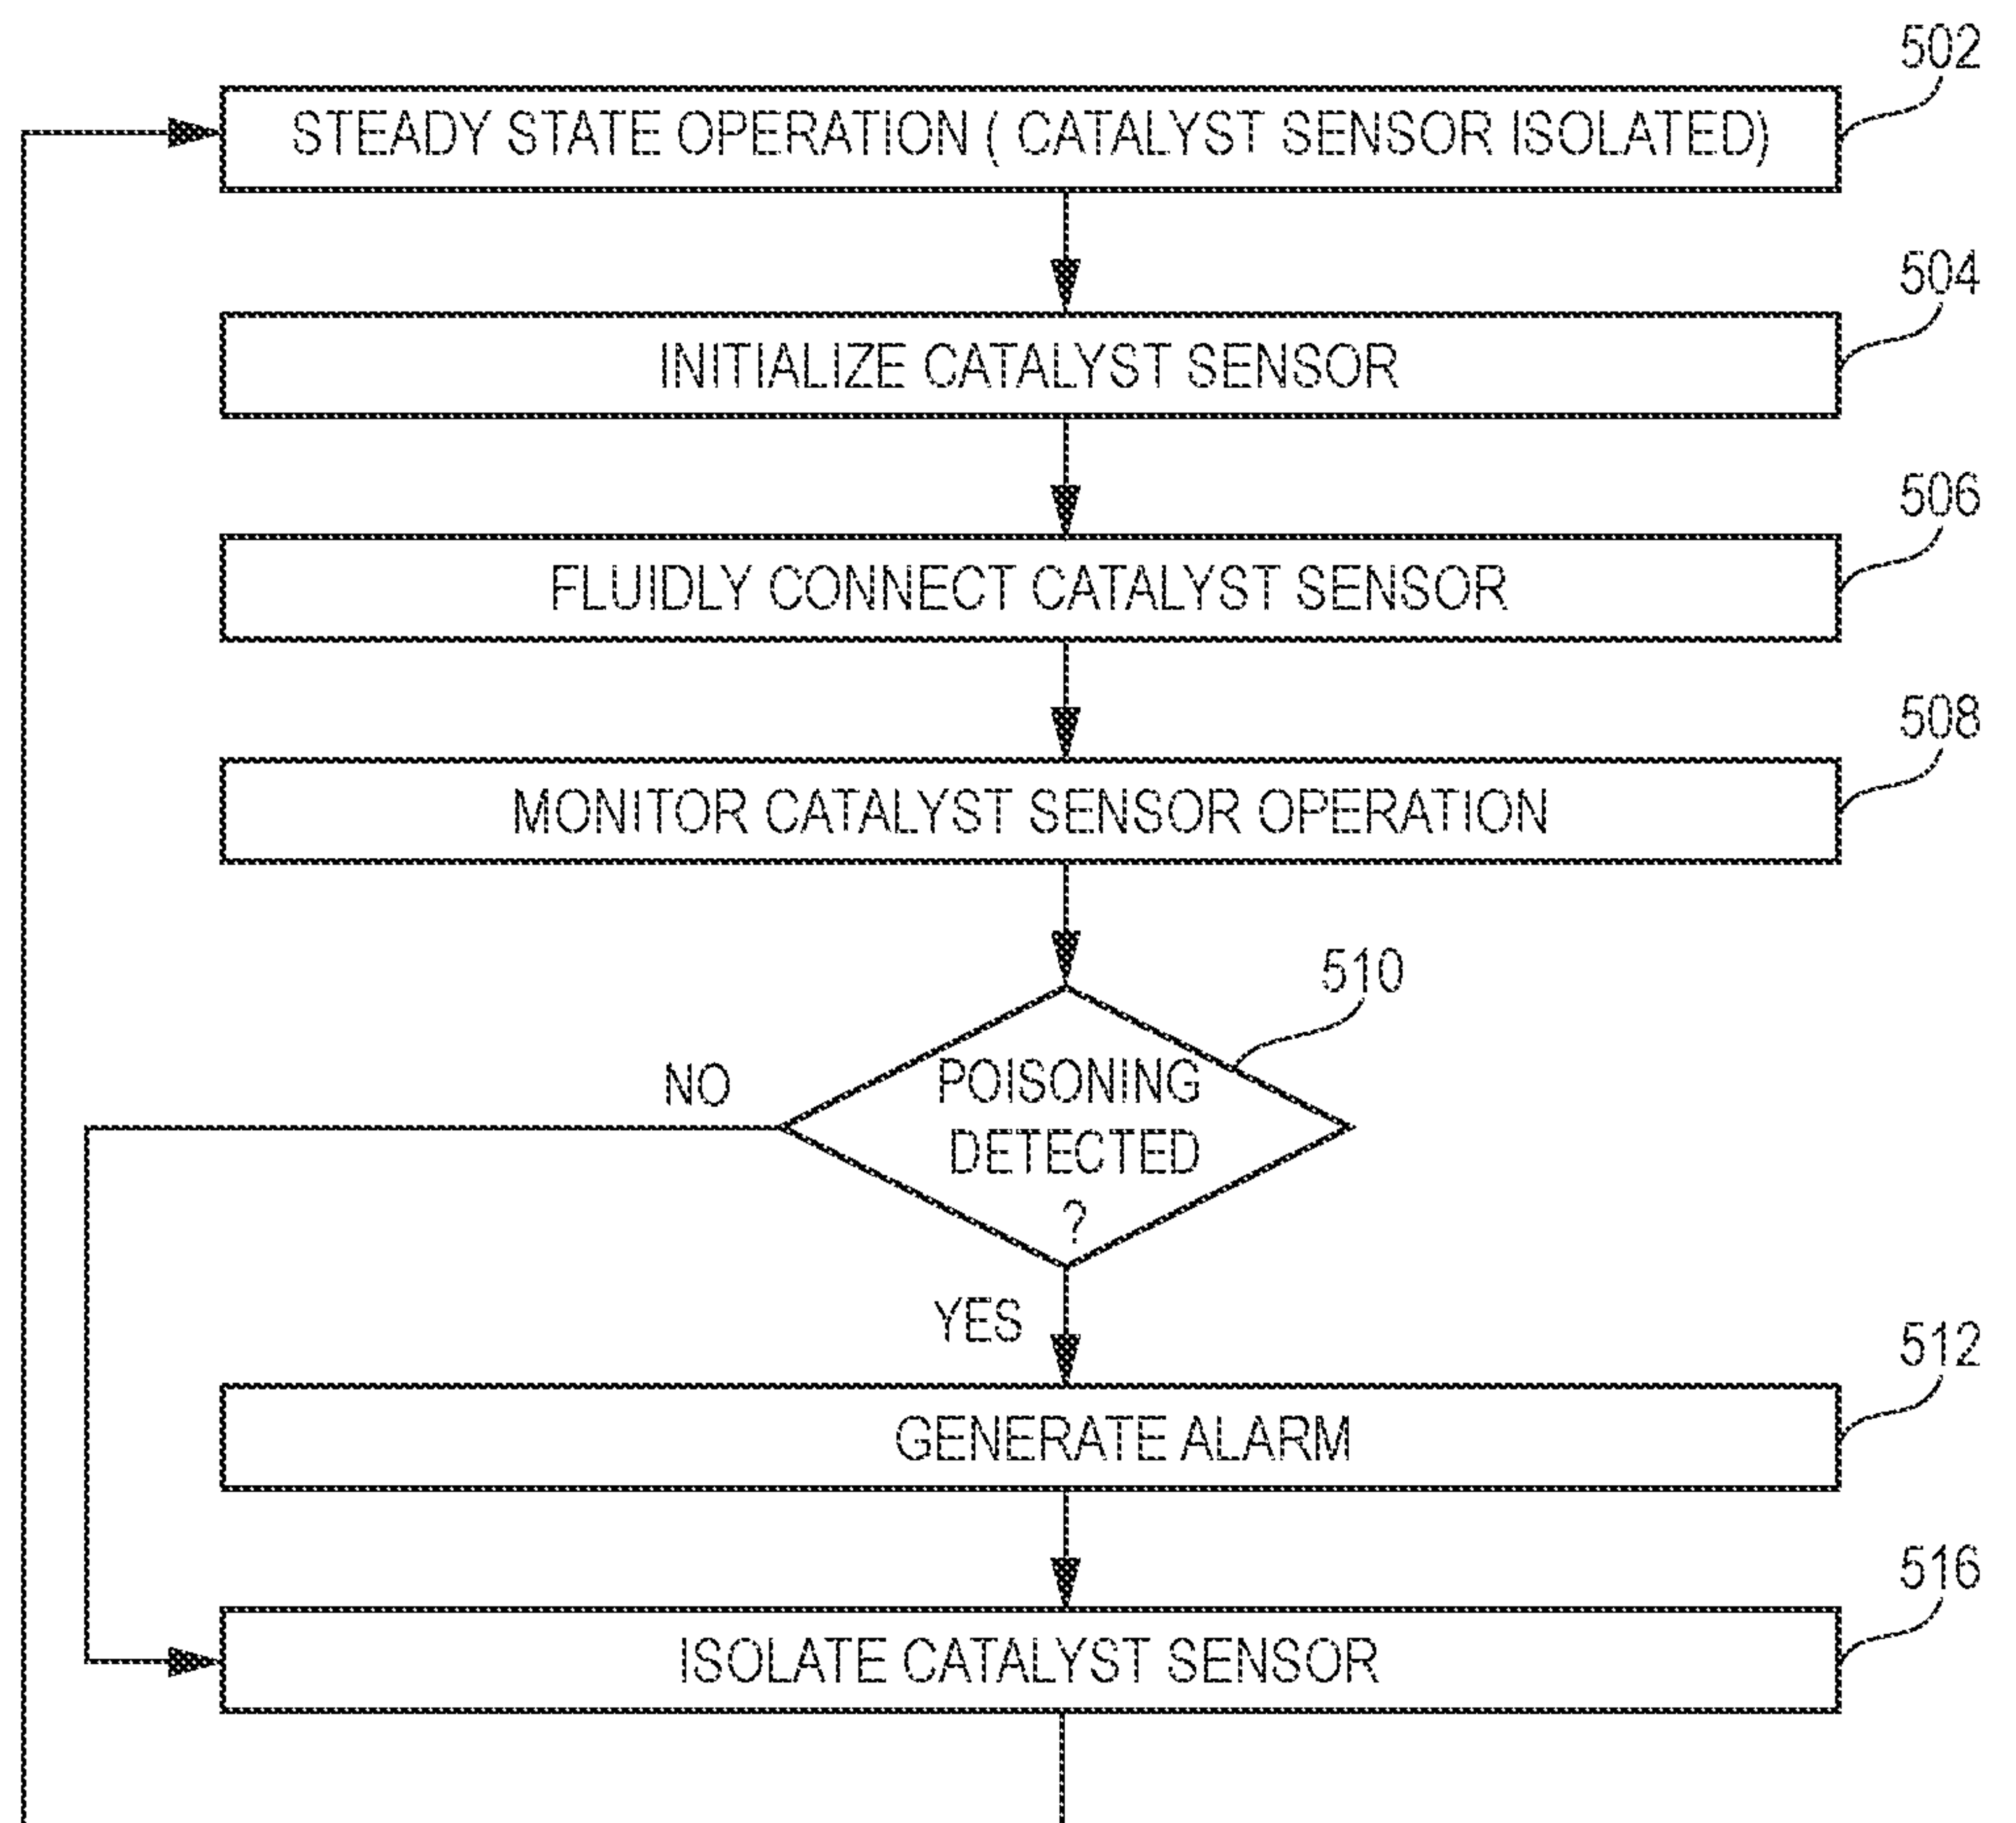 502
STEADY STATE OPERATION ( CATALYST SENSOR ISOLATED)
504
INITIALIZE CATALYST SENSOR
506
FLUIDLY CONNECT CATALYST SENSOR
508
MONITOR CATALYST SENSOR OPERATION
510
NO
POISONING
DETECTED
?
YES
512
GENERATE ALARM
516
ISOLATE CATALYST SENSOR